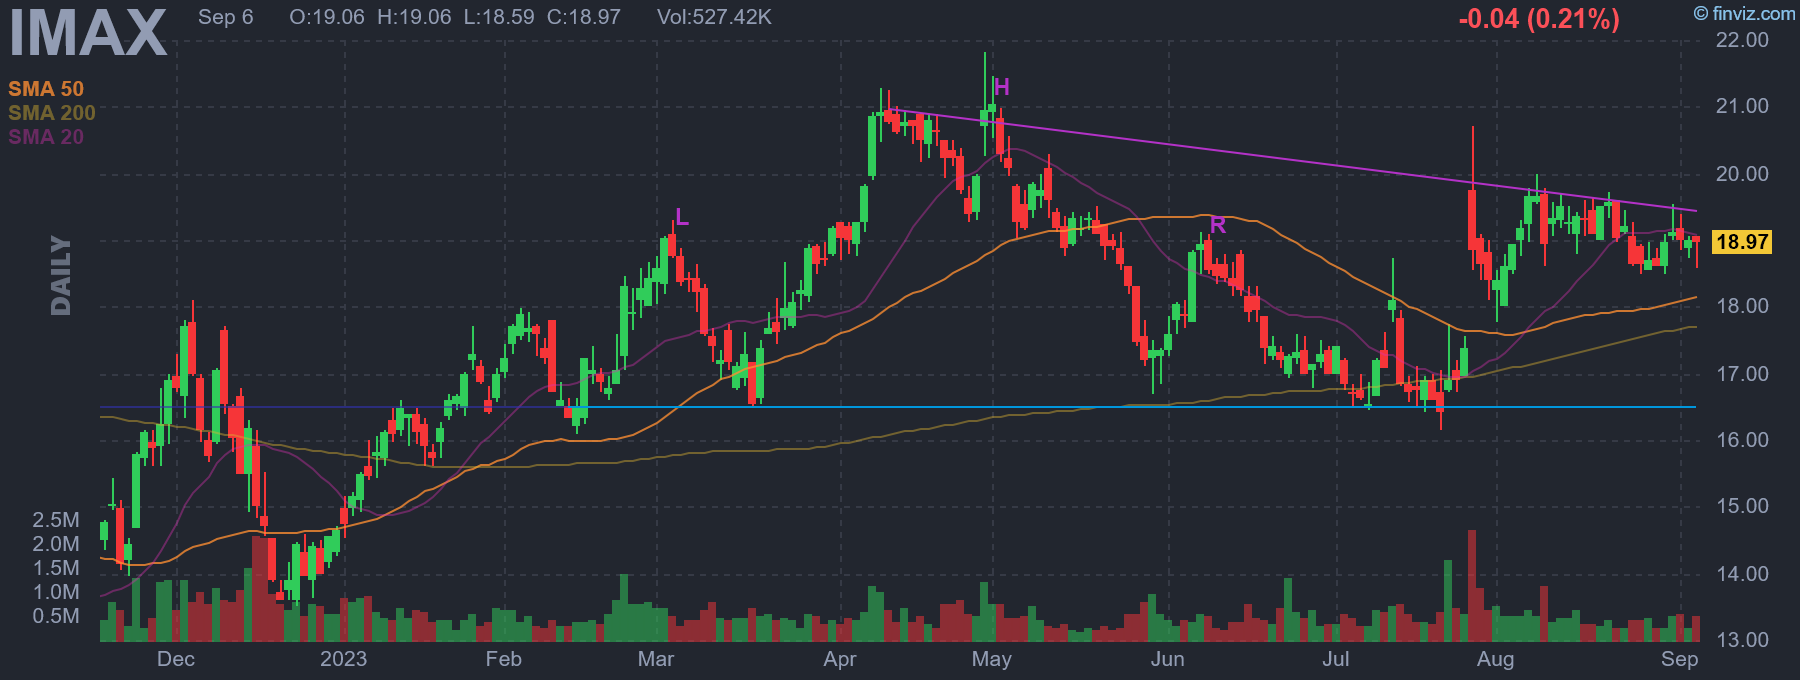 IMAX Sep 6 O:19.06 H:19.06 L:18.59 C:18.97 Vol:527.42K -0.04 (0.21%) © finviz.com
SMA 50
SMA 200
SMA 20
DAILY
L
H
R
22.00
21.00
20.00
18.97
18.00
17.00
16.00
15.00
14.00
13.00
2.5M
2.0M
1.5M
1.0M
0.5M
Dec 2023 Feb Mar Apr May Jun Jul Aug Sep